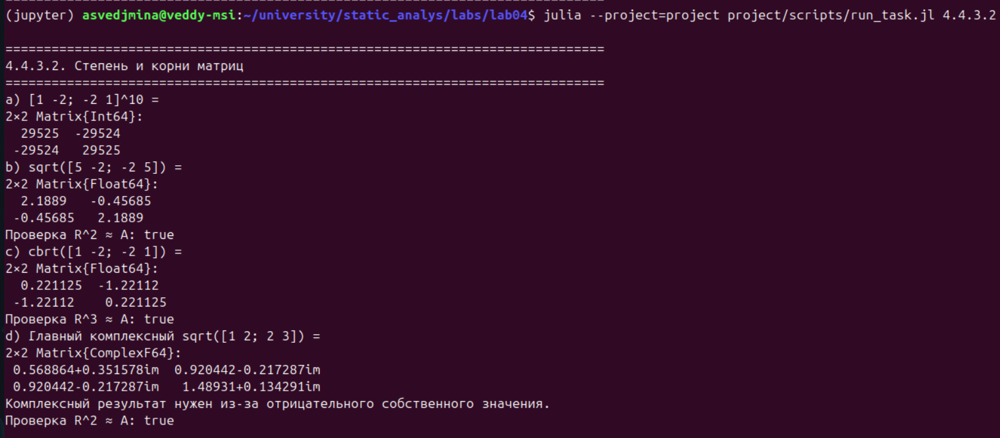 ==============================================================================
(jupyter) asvedjmina@veddy-msi:~/university/static_analys/labs/lab04$ julia --project=project project/scripts/run_task.jl 4.4.3.2

==============================================================================
4.4.3.2. Степень и корни матриц
==============================================================================
a) [1 -2; -2 1]^10 =
2×2 Matrix{Int64}:
  29525  -29524
 -29524   29525
b) sqrt([5 -2; -2 5]) =
2×2 Matrix{Float64}:
  2.1889   -0.45685
 -0.45685   2.1889
Проверка R^2 ≈ A: true
c) cbrt([1 -2; -2 1]) =
2×2 Matrix{Float64}:
  0.221125  -1.22112
 -1.22112    0.221125
Проверка R^3 ≈ A: true
d) Главный комплексный sqrt([1 2; 2 3]) =
2×2 Matrix{ComplexF64}:
 0.568864+0.351578im  0.920442-0.217287im
 0.920442-0.217287im   1.48931+0.134291im
Комплексный результат нужен из-за отрицательного собственного значения.
Проверка R^2 ≈ A: true